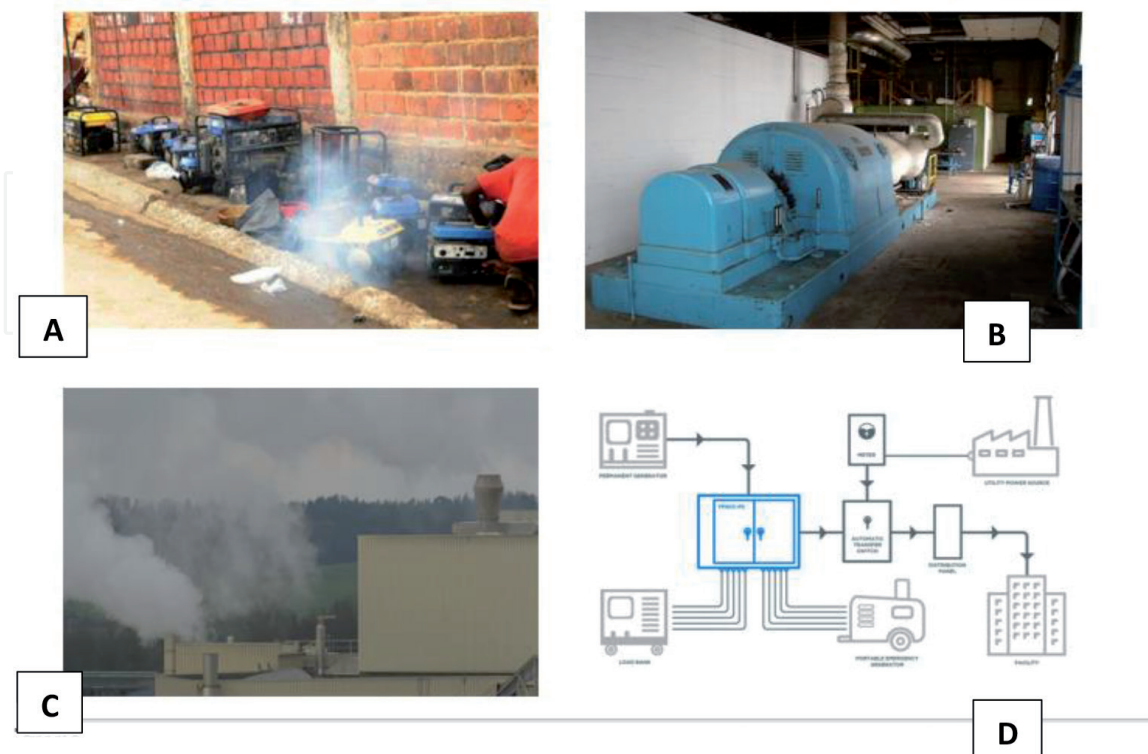 A
B
PERMANENT GENERATOR
METER
UTILITY POWER SOURCE
AUTOMATIC
TRANSFER
SWITCH
DISTRIBUTION
PANEL
LOAD BANK
PORTABLE EMERGENCY
GENERATOR
FACILITY
C
D